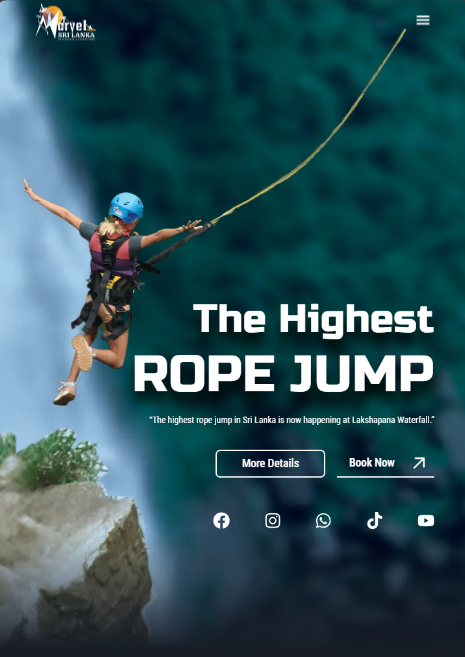 Marvel
SRI LANKA
The Highest
ROPE JUMP
“The highest rope jump in Sri Lanka is now happening at Lakshapana Waterfall.”
More Details
Book Now